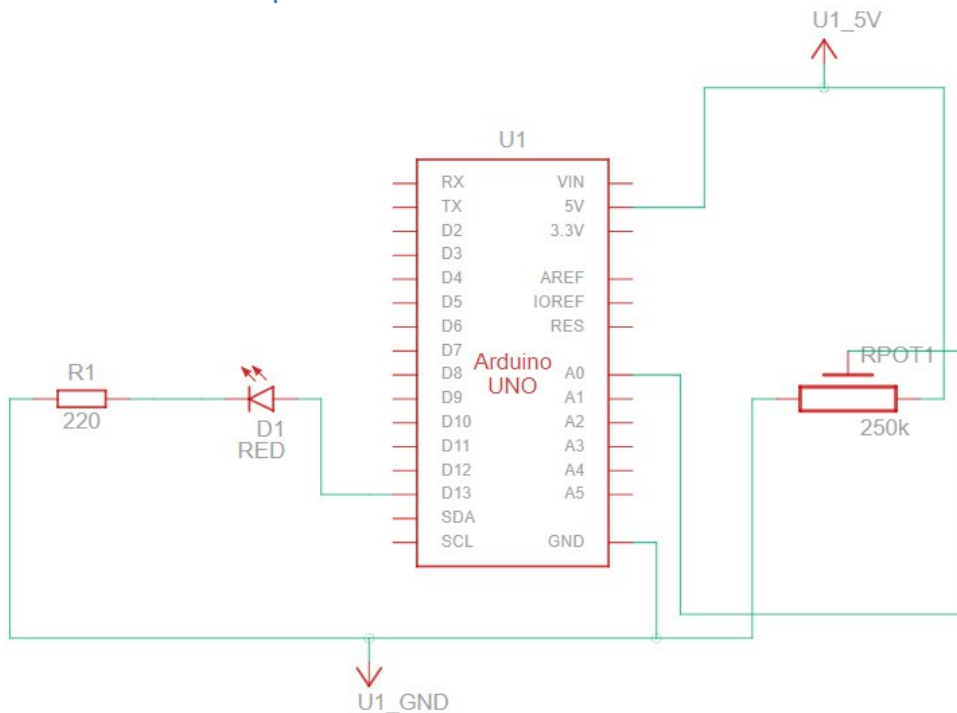 U1_5V
U1
RX
VIN
TX
5V
D2
3.3V
D3
D4
AREF
D5
IOREF
D6
RES
D7
Arduino
UNO
RPOT1
D8
A0
R1
D9
A1
220
D10
A2
250k
D1
RED
D11
A3
D12
A4
D13
A5
SDA
SCL
GND
U1_GND